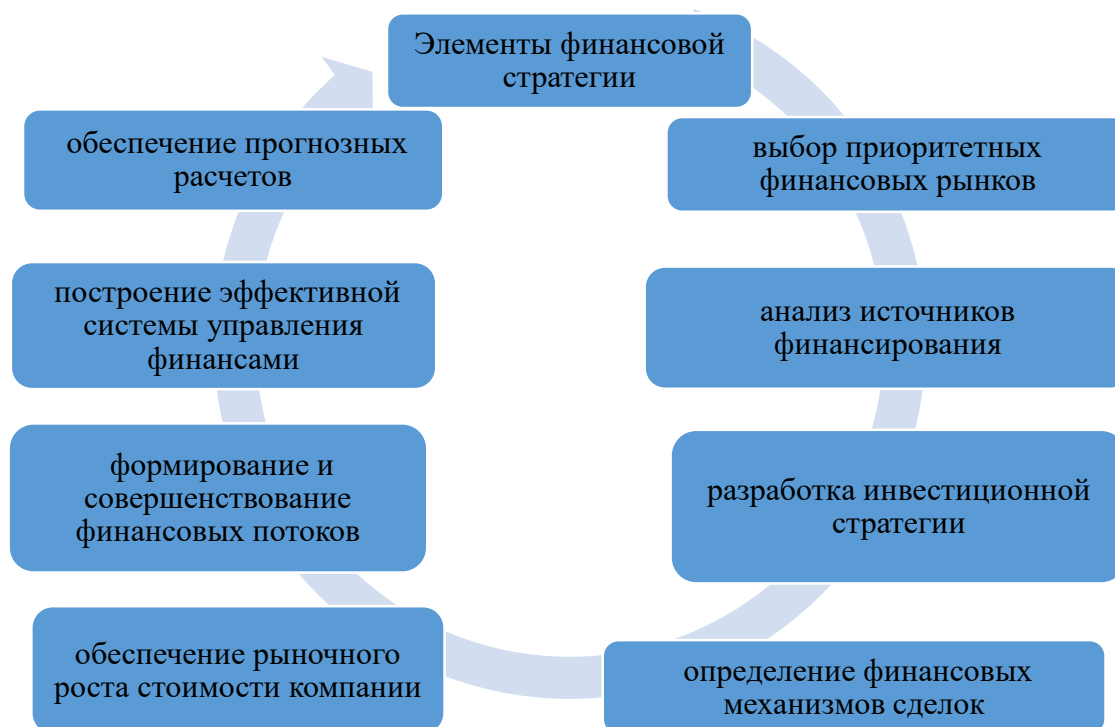 Элементы финансовой
стратегии
выбор приоритетных
финансовых рынков
анализ источников
финансирования
разработка инвестиционной
стратегии
определение финансовых
механизмов сделок
обеспечение рыночного
роста стоимости компании
формирование и
совершенствование
финансовых потоков
построение эффективной
системы управления
финансами
обеспечение прогнозных
расчетов